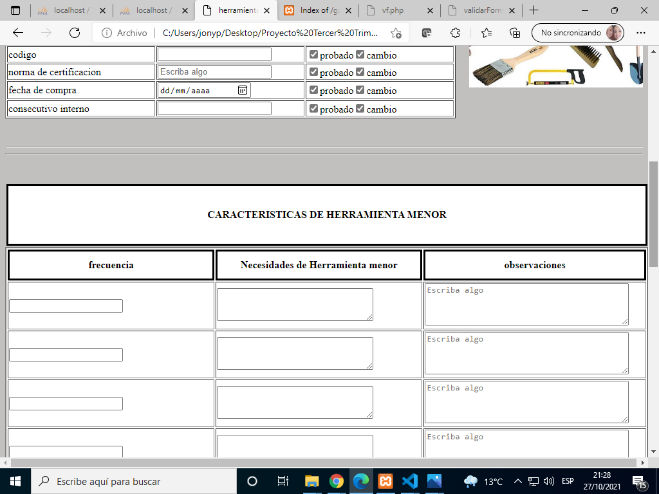 localhost /
localhost /
herramient
Index of /g
vf.php
validarForm
Archivo C:/Users/jonyp/Desktop/Proyecto%20Tercer%20Trim...
No sincronizando
codigo probado cambio
norma de certificacion Escriba algo probado cambio
fecha de compra dd/mm/aaaa probado cambio
consecutivo interno probado cambio
CARACTERISTICAS DE HERRAMIENTA MENOR
frecuencia Necesidades de Herramienta menor observaciones
Escriba algo
Escriba algo
Escriba algo
Escriba algo
Escribe aquí para buscar
13°C
ESP
21:28
27/10/2021
15